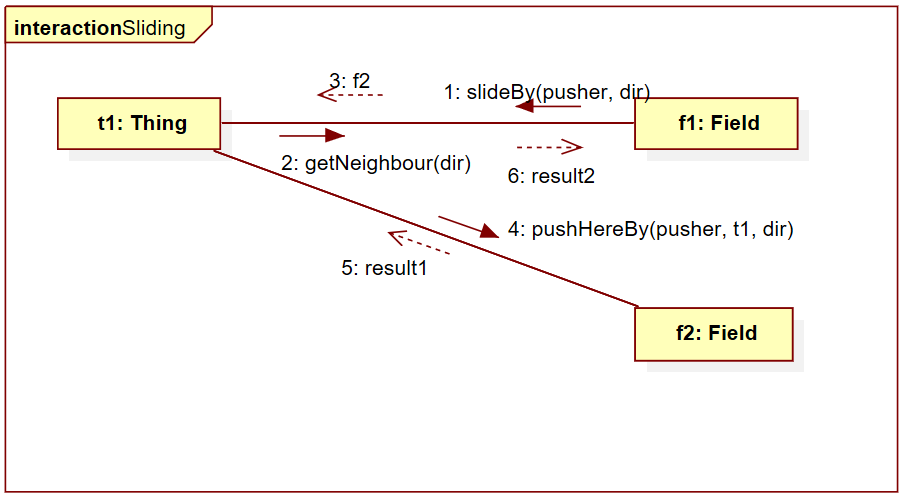 interactionSliding
3: f2
1: slideBy(pusher, dir)
t1: Thing
f1: Field
2: getNeighbour(dir)
6: result2
4: pushHereBy(pusher, t1, dir)
5: result1
f2: Field